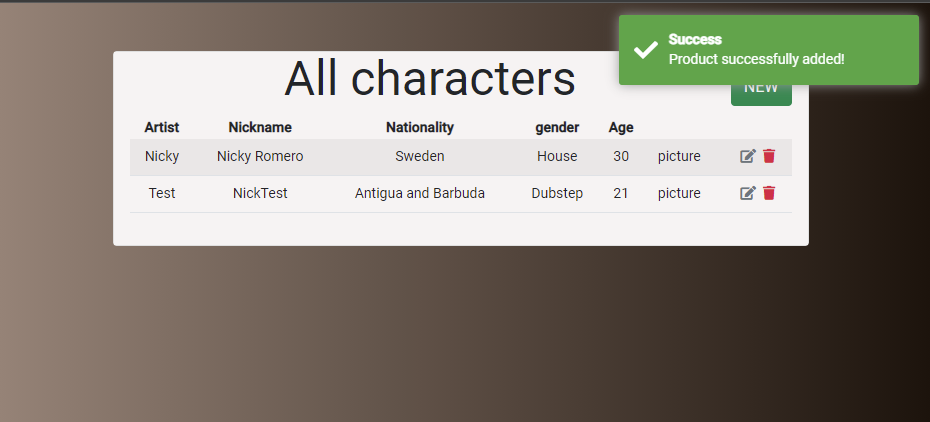 Success
Product successfully added!
All characters
NEW
Artist Nickname Nationality gender Age
Nicky Nicky Romero Sweden House 30 picture
Test NickTest Antigua and Barbuda Dubstep 21 picture